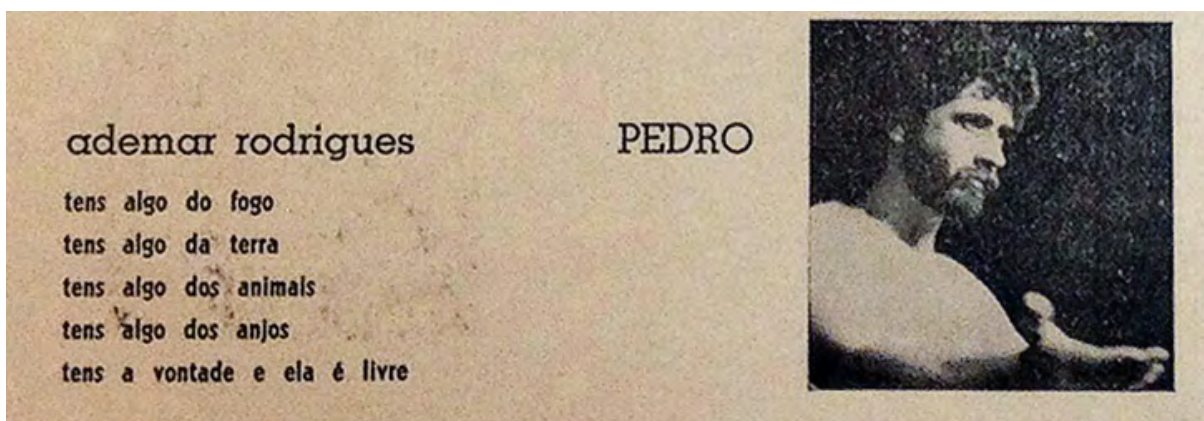 ademar rodrigues PEDRO
tens algo do fogo
tens algo da terra
tens algo dos animais
tens algo dos anjos
tens a vontade e ela é livre